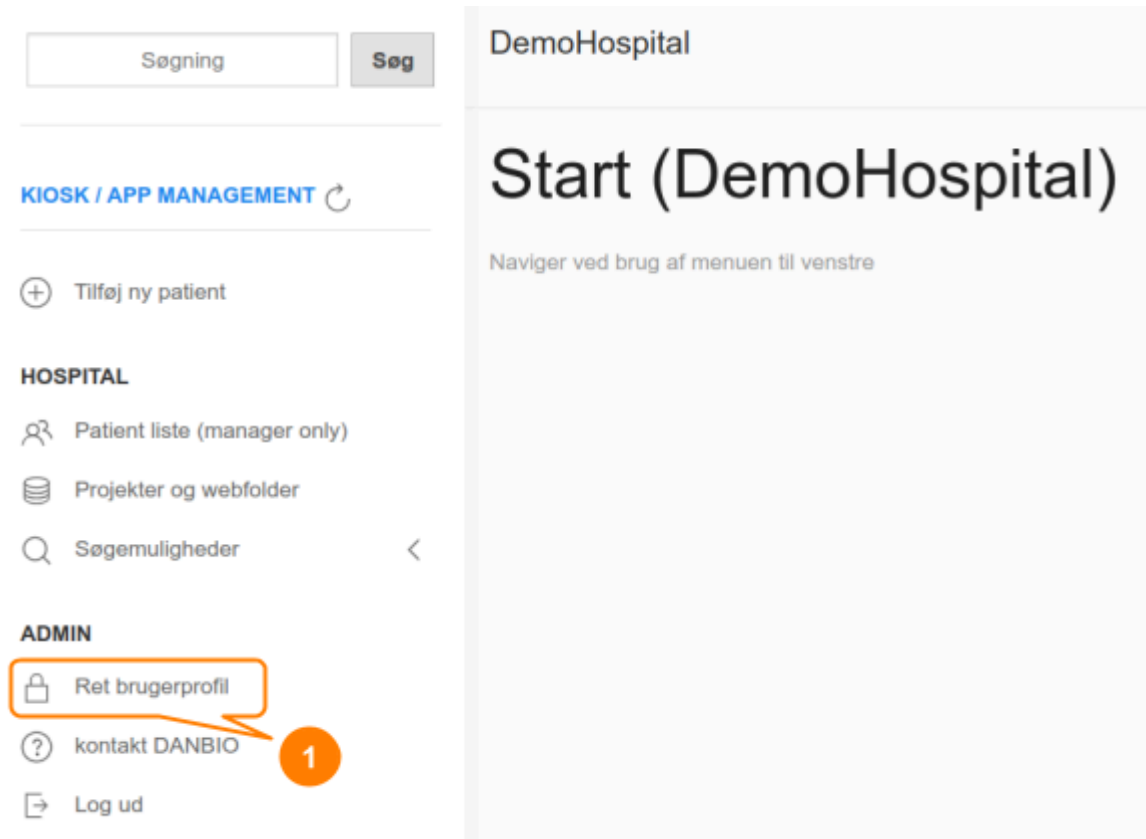 Søgning
Søg
KIOSK / APP MANAGEMENT
Tilføj ny patient
HOSPITAL
Patient liste (manager only)
Projekter og webfolder
Søgemuligheder
ADMIN
Ret brugerprofil
kontakt DANBIO
1
Log ud
DemoHospital
Start (DemoHospital)
Naviger ved brug af menuen til venstre